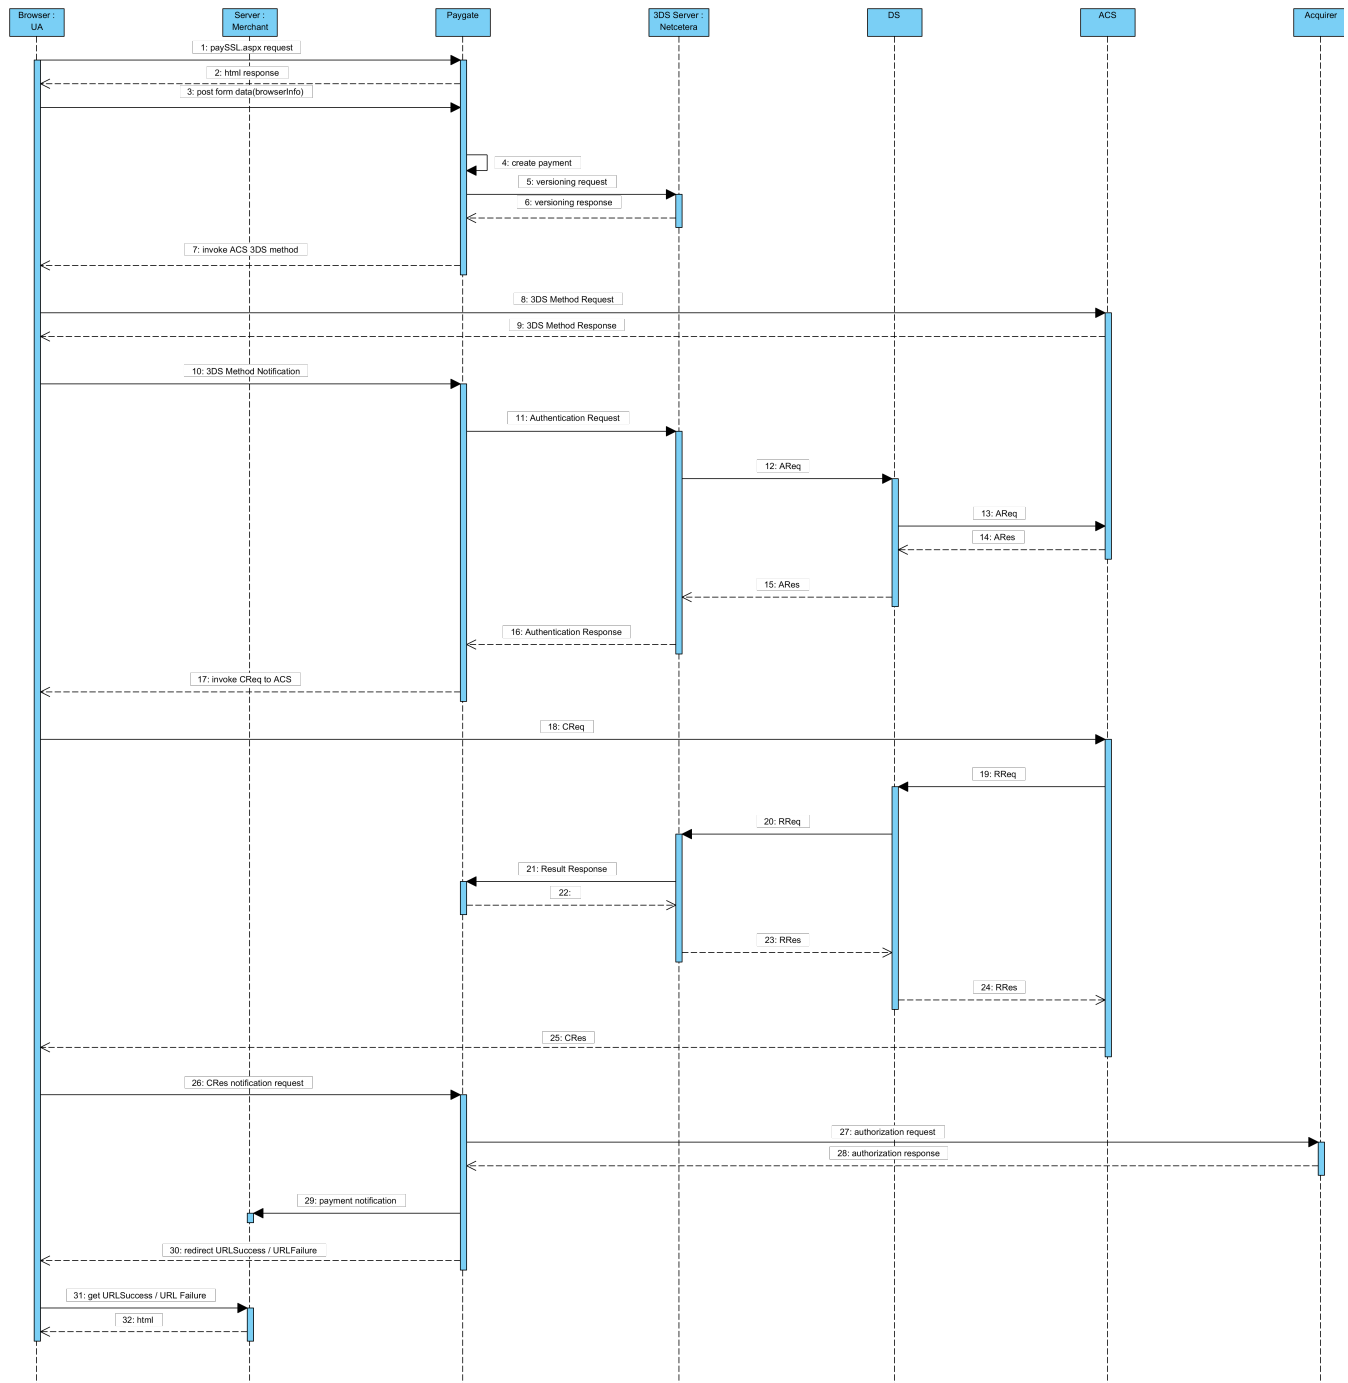 Browser :
UA
Server :
Merchant
Paygate
3DS Server :
Netcetera
DS
ACS
Acquirer
1: paySSL.aspx request
2: html response
3: post form data(browserInfo)
4: create payment
5: versioning request
6: versioning response
7: invoke ACS 3DS method
8: 3DS Method Request
9: 3DS Method Response
10: 3DS Method Notification
11: Authentication Request
12: AReq
13: AReq
14: ARes
15: ARes
16: Authentication Response
17: invoke CReq to ACS
18: CReq
19: RReq
20: RReq
21: Result Response
22:
23: RRes
24: RRes
25: CRes
26: CRes notification request
27: authorization request
28: authorization response
29: payment notification
30: redirect URLSuccess / URLFailure
31: get URLSuccess / URL Failure
32: html